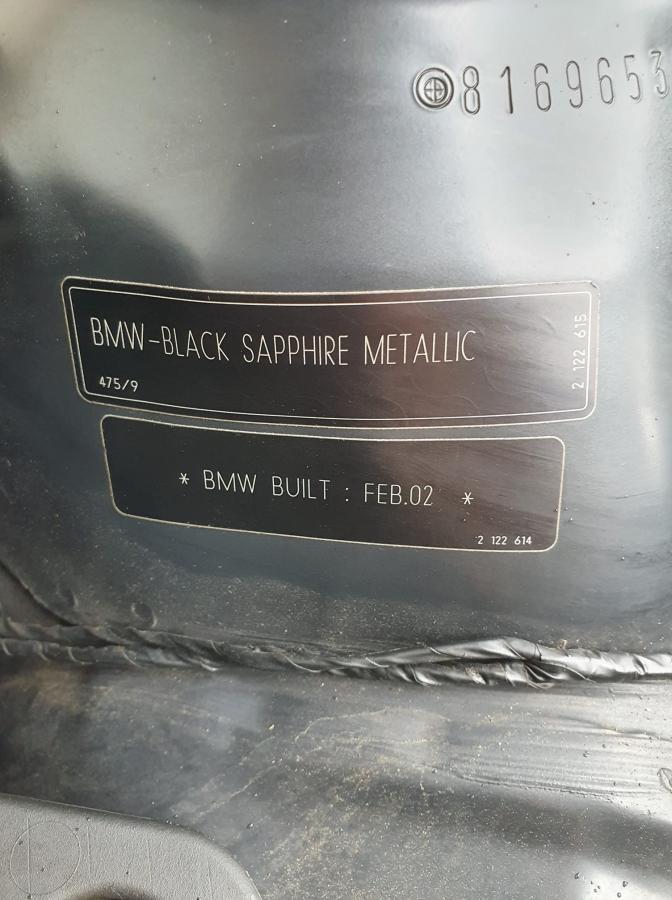 8169653
BMW-BLACK SAPPHIRE METALLIC
475/9
2 122 615
* BMW BUILT : FEB.02 *
2 122 614